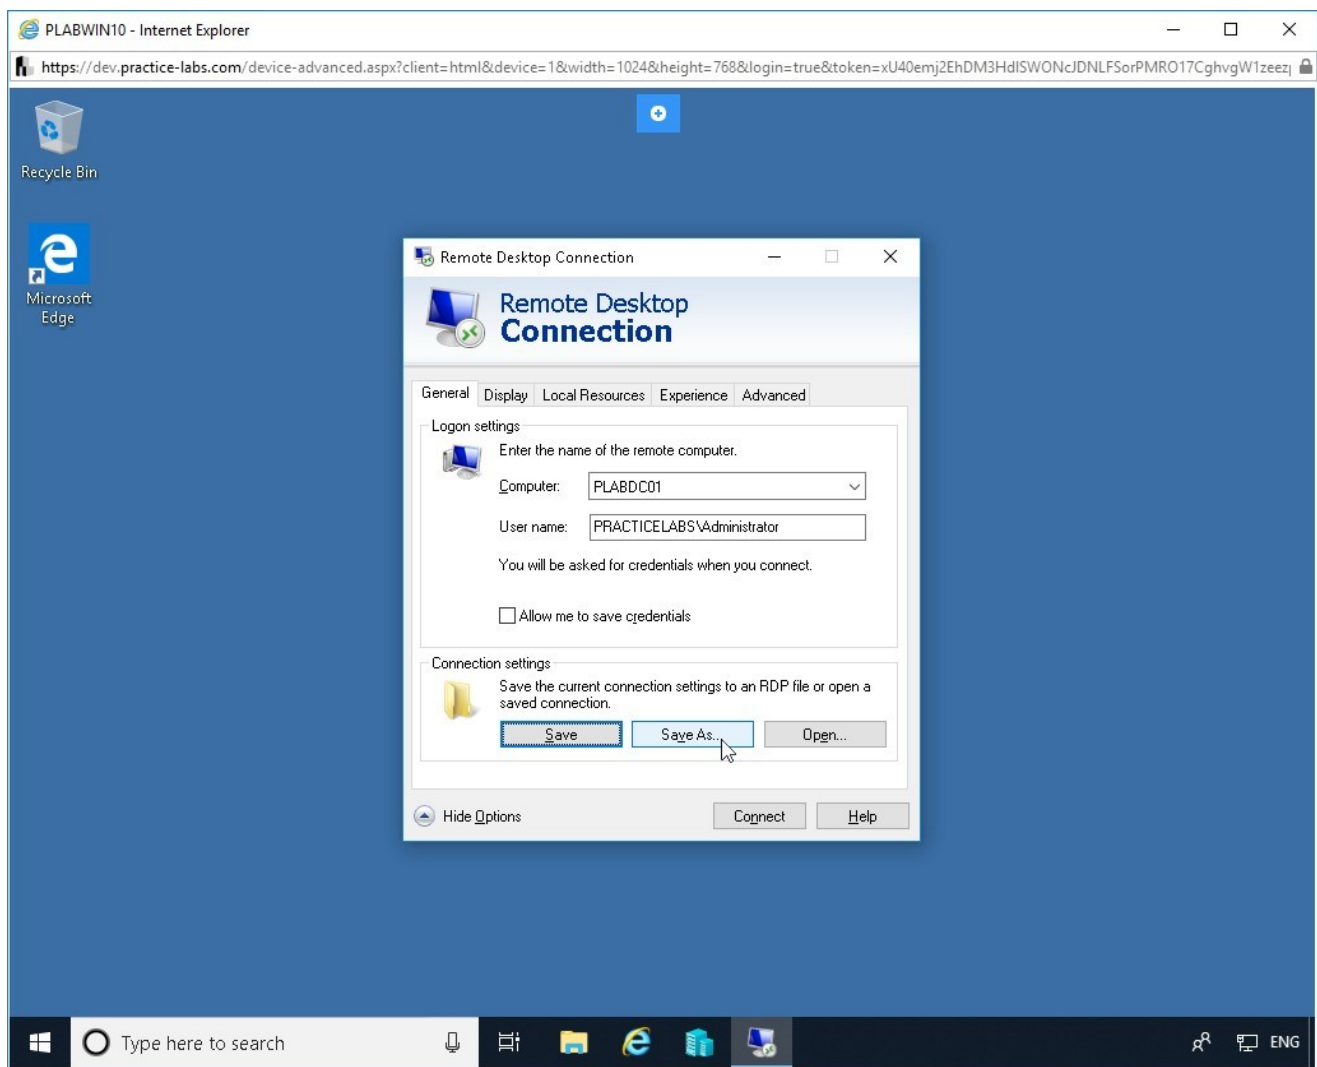 PLABWIN10 - Internet Explorer
https://dev.practice-labs.com/device-advanced.aspx?client=html&device=1&width=1024&height=768&login=true&token=xU40emj2EhDM3HdlSWONcJDNLFSorPMRO17CghvgW1zeez
Recycle Bin
Microsoft
Edge
Remote Desktop Connection
Remote Desktop
Connection
General Display Local Resources Experience Advanced
Logon settings
Enter the name of the remote computer.
Computer: PLABDC01
User name: PRACTICELABS\Administrator
You will be asked for credentials when you connect.
Allow me to save credentials
Connection settings
Save the current connection settings to an RDP file or open a
saved connection.
Save Save As... Open...
Hide Options Connect Help
Type here to search ENG